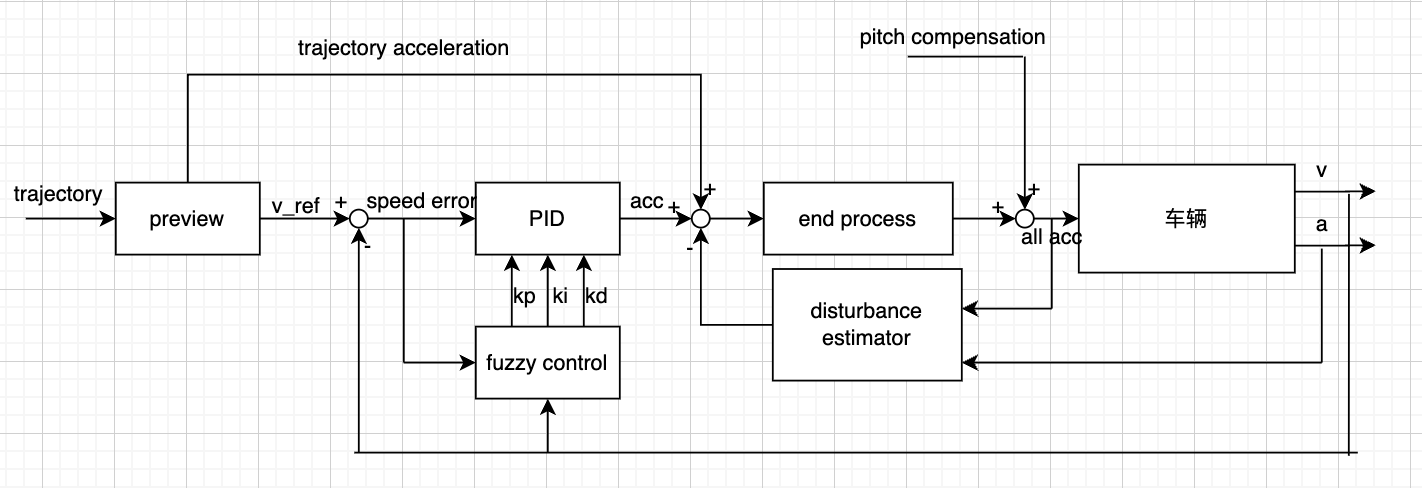 trajectory acceleration
pitch compensation
trajectory
preview
v_ref
+
-
speed error
PID
acc
+
+
-
end process
+
+
all acc
车辆
v
a
kp
ki
kd
fuzzy control
disturbance
estimator